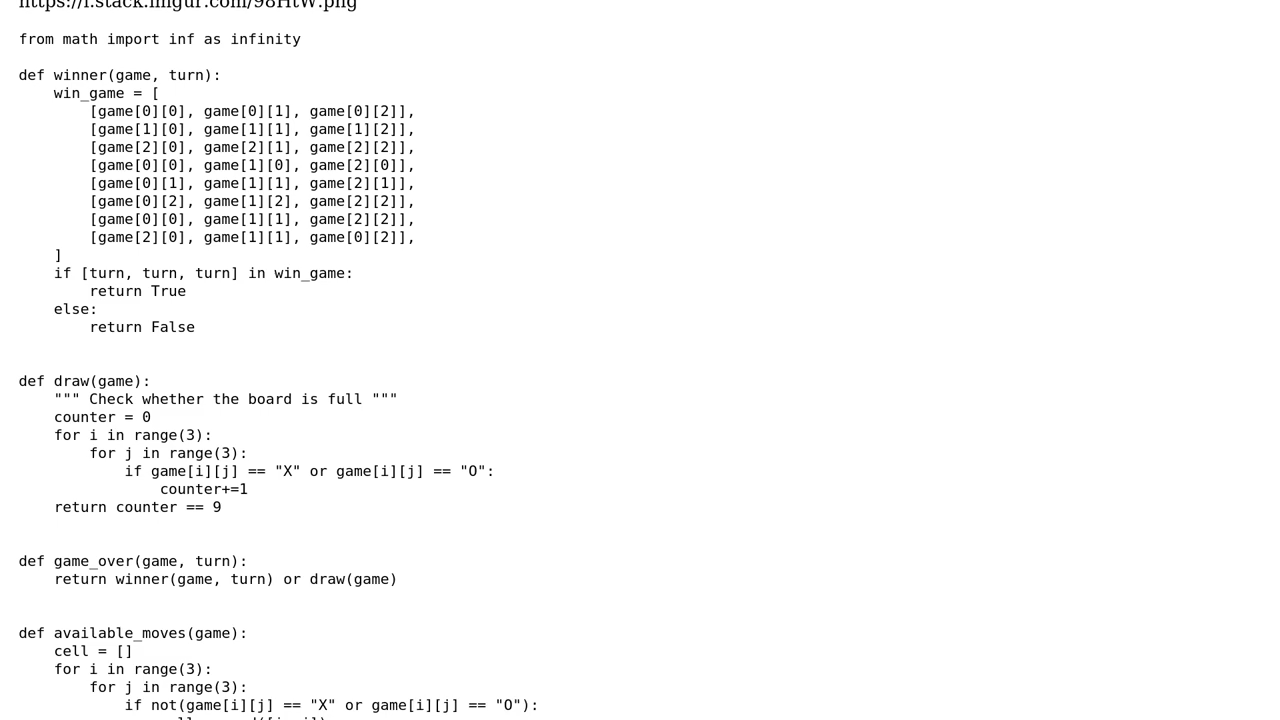 https://i.stack.imgur.com/98HtW.png
from math import inf as infinity
def winner(game, turn):
    win_game = [
        [game[0][0], game[0][1], game[0][2]],
        [game[1][0], game[1][1], game[1][2]],
        [game[2][0], game[2][1], game[2][2]],
        [game[0][0], game[1][0], game[2][0]],
        [game[0][1], game[1][1], game[2][1]],
        [game[0][2], game[1][2], game[2][2]],
        [game[0][0], game[1][1], game[2][2]],
        [game[2][0], game[1][1], game[0][2]],
    ]
    if [turn, turn, turn] in win_game:
        return True
    else:
        return False
def draw(game):
    """ Check whether the board is full """
    counter = 0
    for i in range(3):
        for j in range(3):
            if game[i][j] == "X" or game[i][j] == "O":
                counter+=1
    return counter == 9
def game_over(game, turn):
    return winner(game, turn) or draw(game)
def available_moves(game):
    cell = []
    for i in range(3):
        for j in range(3):
            if not(game[i][j] == "X" or game[i][j] == "O"):